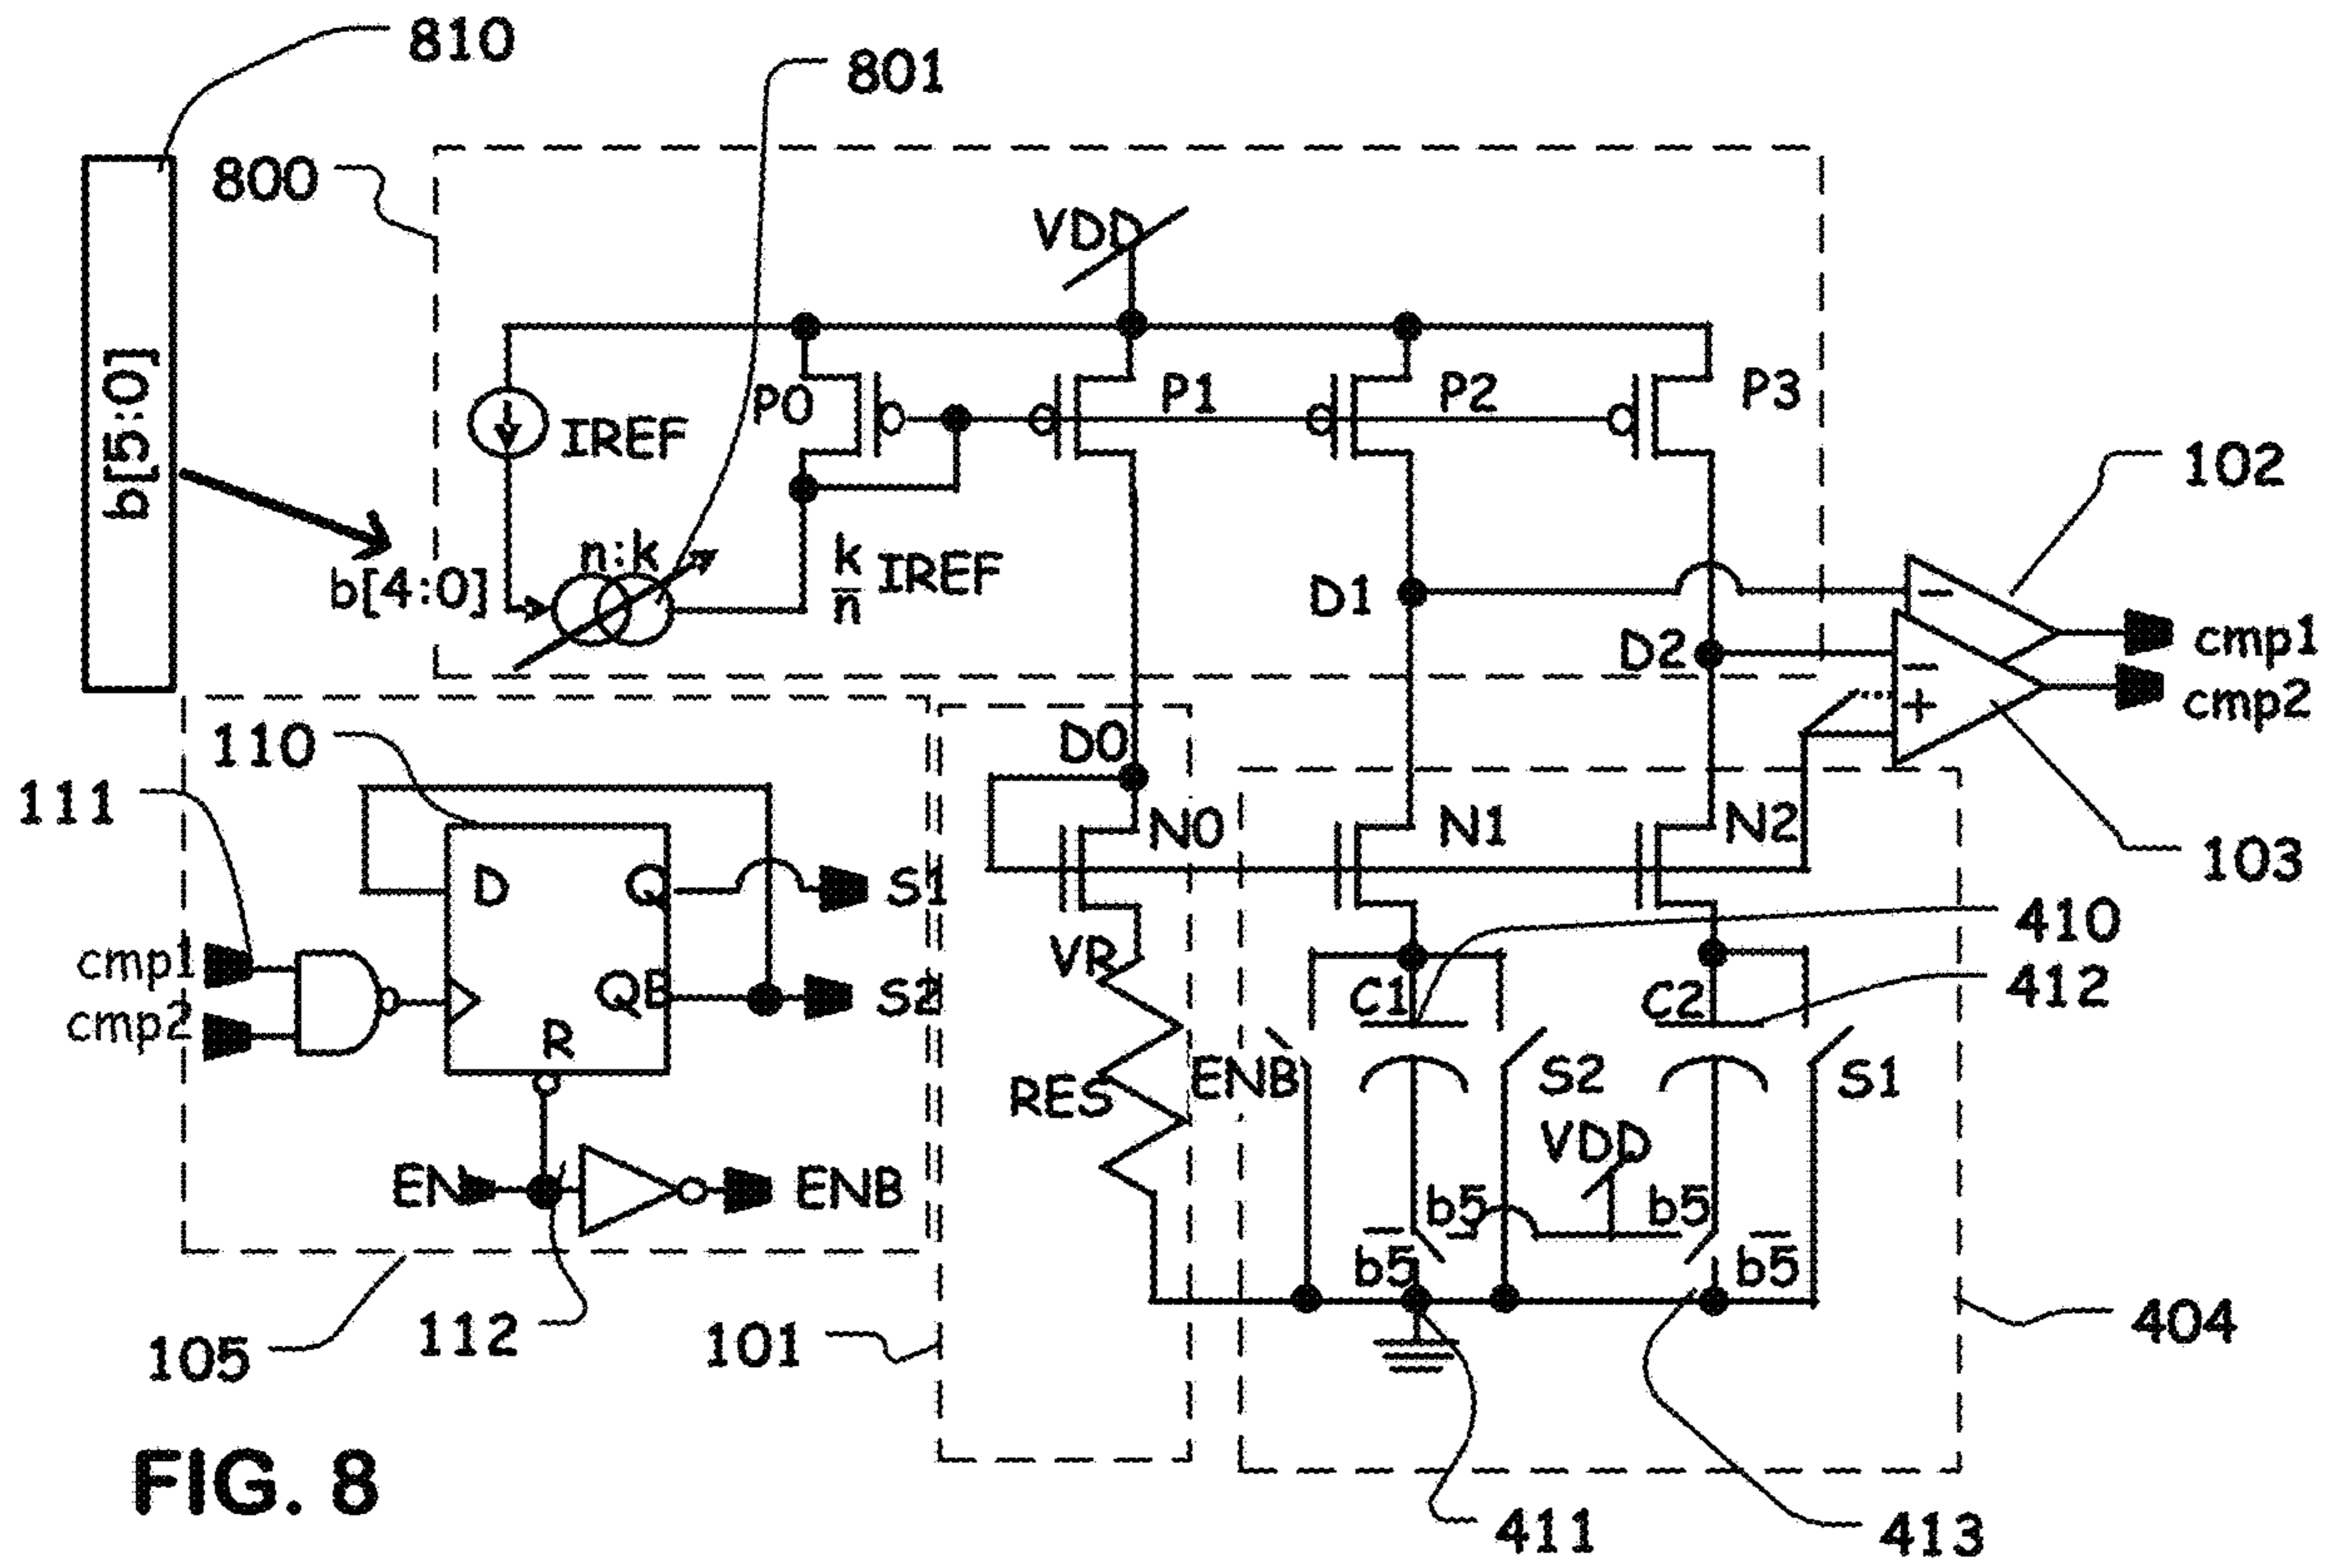 810
801
800
VDD
b[5:0]
P0
P1
P2
P3
IREF
102
n:k
k
n
IREF
b[4:0]
D1
D2
−
−
+
cmp1
cmp2
110
111
D0
N0
N1
N2
103
D
Q
S1
QB
S2
R
cmp1
cmp2
VR
C1
C2
410
412
RES
ENB
S2
S1
VDD
EN
ENB
b5
b5
b5
b5
112
105
101
404
FIG. 8
411
413